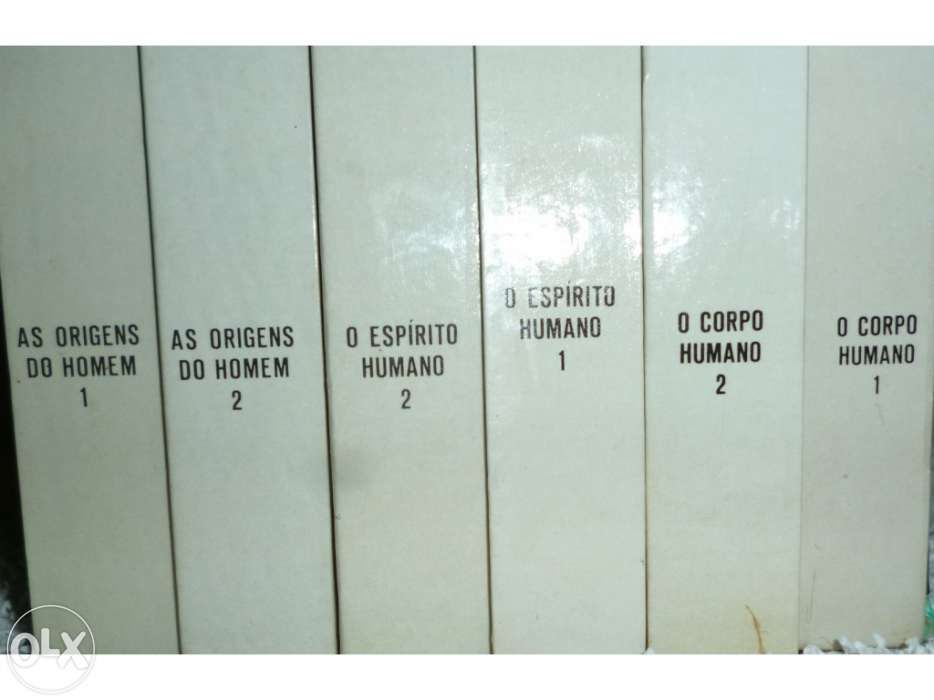 AS ORIGENS
DO HOMEM
1
AS ORIGENS
DO HOMEM
2
O ESPÍRITO
HUMANO
2
O ESPÍRITO
HUMANO
1
O CORPO
HUMANO
2
O CORPO
HUMANO
1
OLX